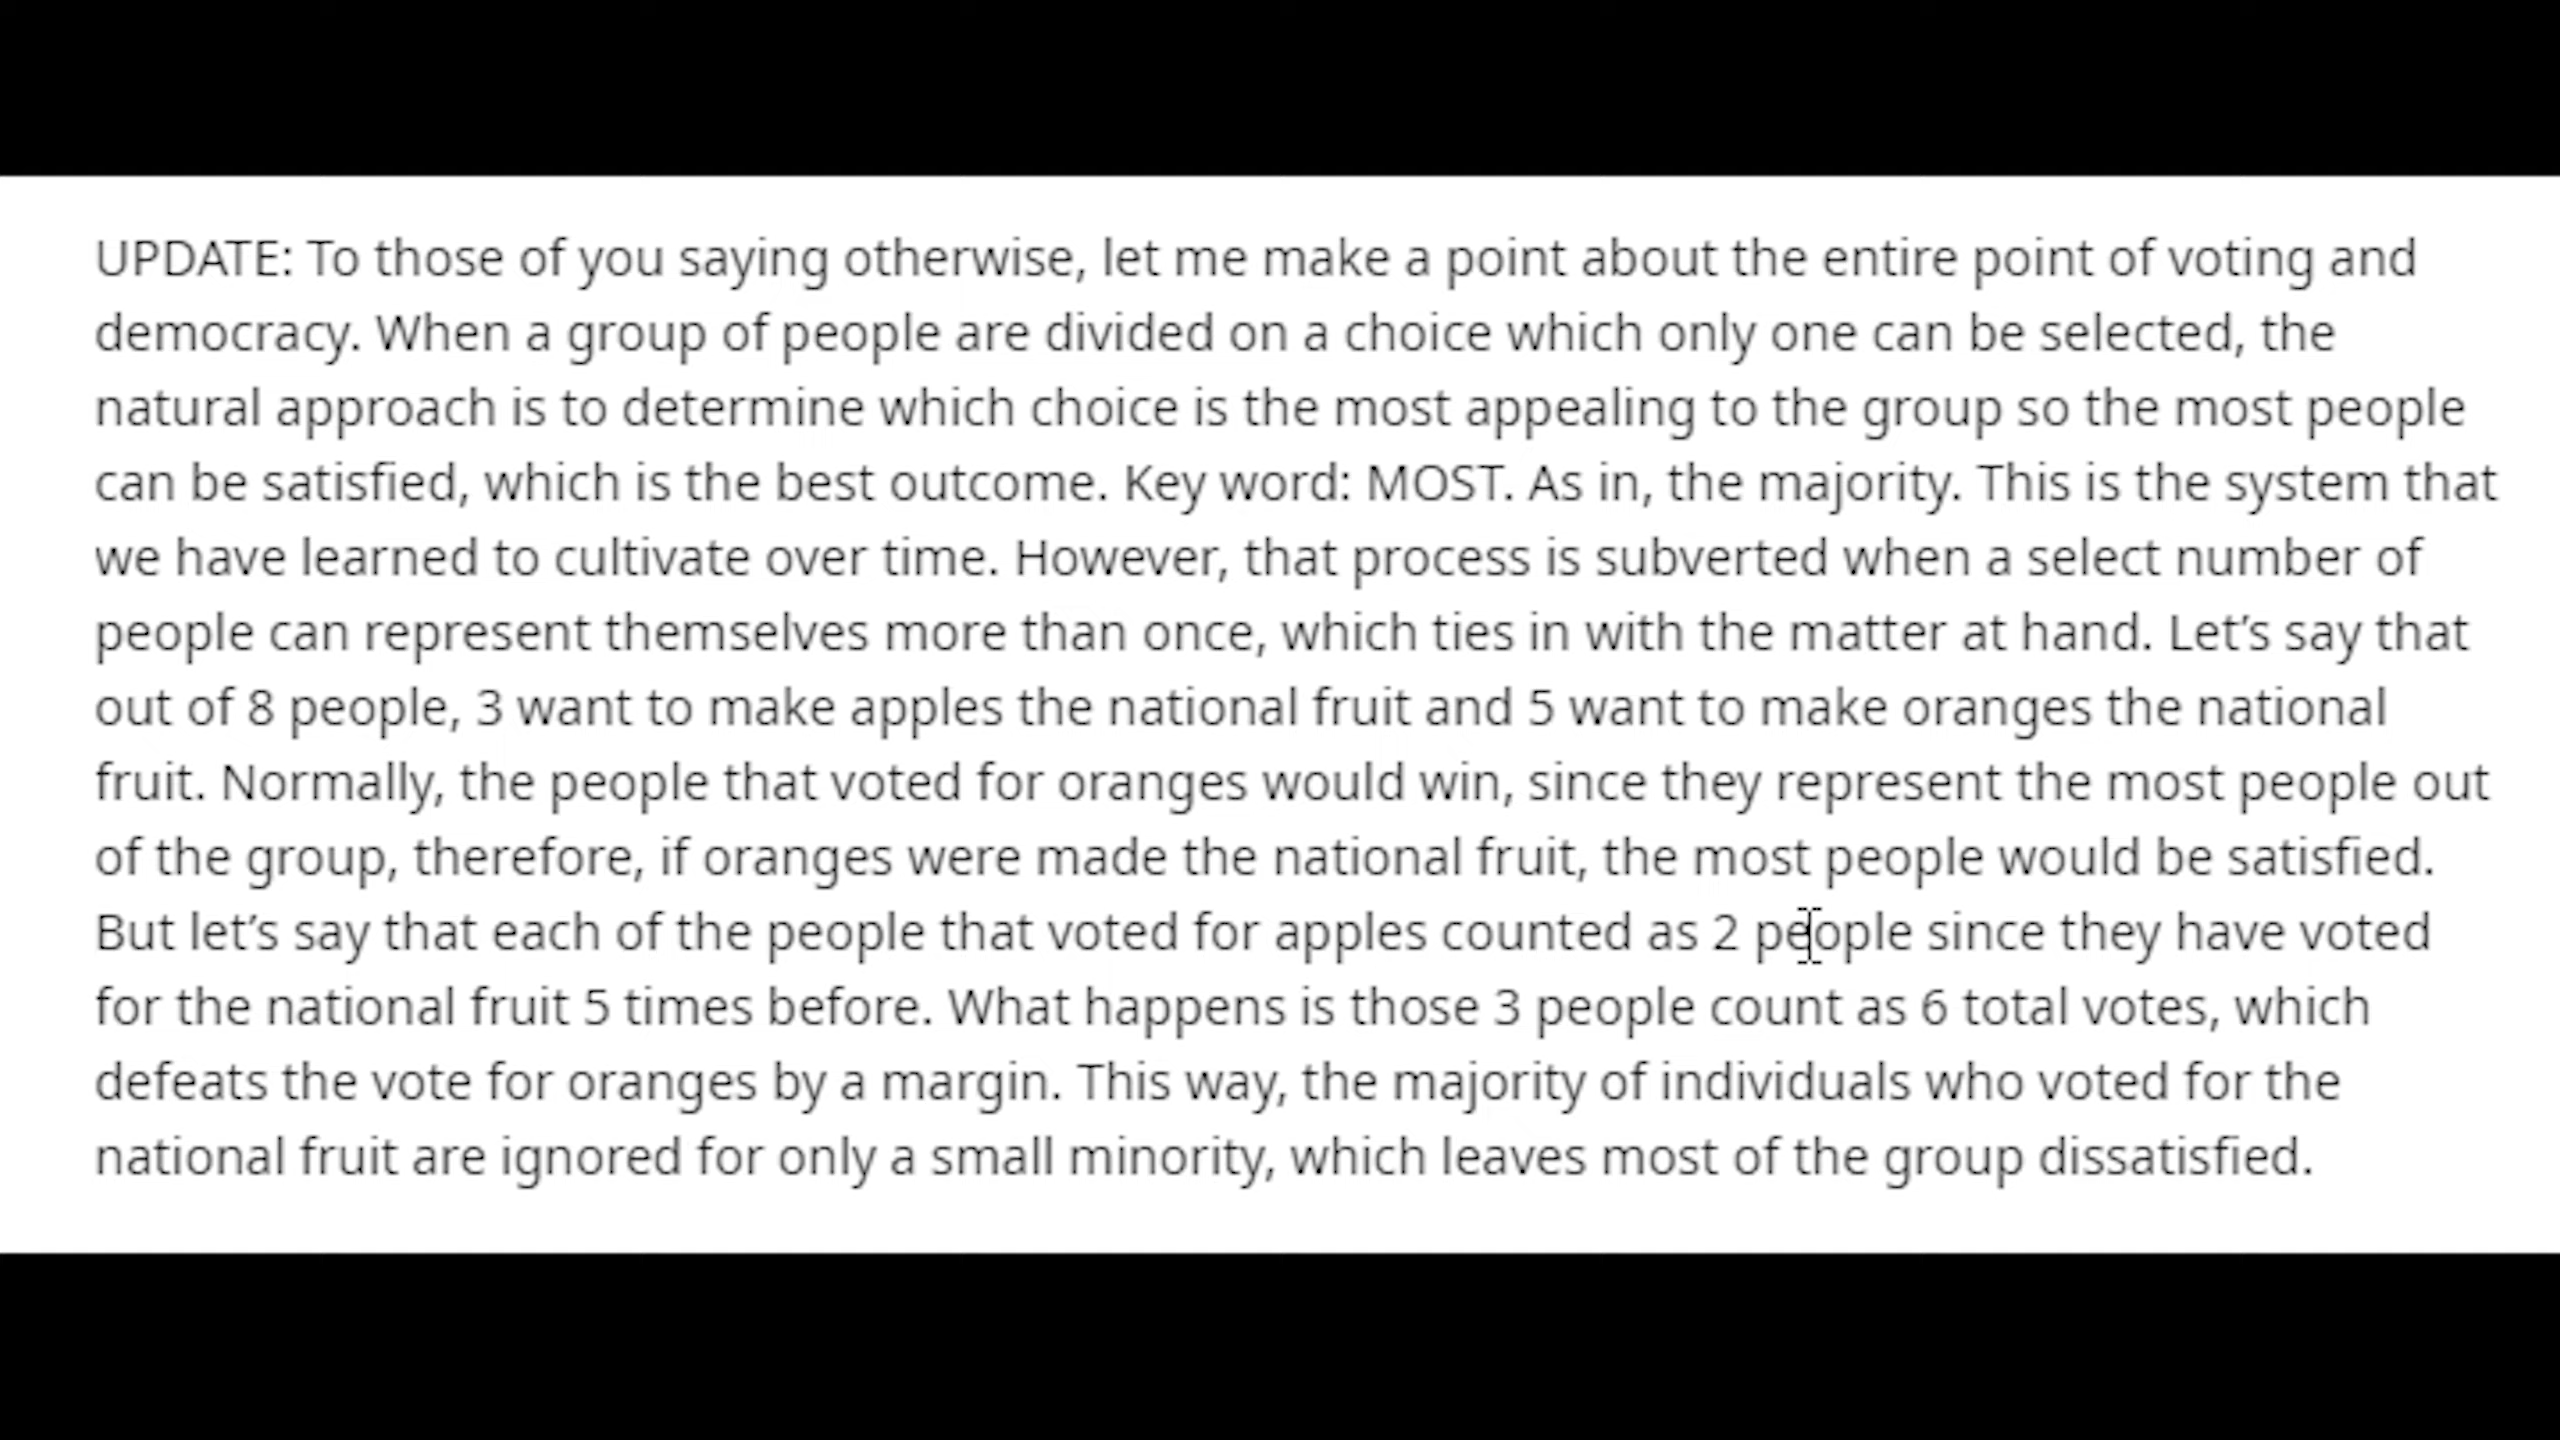 UPDATE: To those of you saying otherwise, let me make a point about the entire point of voting and
democracy. When a group of people are divided on a choice which only one can be selected, the
natural approach is to determine which choice is the most appealing to the group so the most people
can be satisfied, which is the best outcome. Key word: MOST. As in, the majority. This is the system that
we have learned to cultivate over time. However, that process is subverted when a select number of
people can represent themselves more than once, which ties in with the matter at hand. Let’s say that
out of 8 people, 3 want to make apples the national fruit and 5 want to make oranges the national
fruit. Normally, the people that voted for oranges would win, since they represent the most people out
of the group, therefore, if oranges were made the national fruit, the most people would be satisfied.
But let’s say that each of the people that voted for apples counted as 2 people since they have voted
for the national fruit 5 times before. What happens is those 3 people count as 6 total votes, which
defeats the vote for oranges by a margin. This way, the majority of individuals who voted for the
national fruit are ignored for only a small minority, which leaves most of the group dissatisfied.